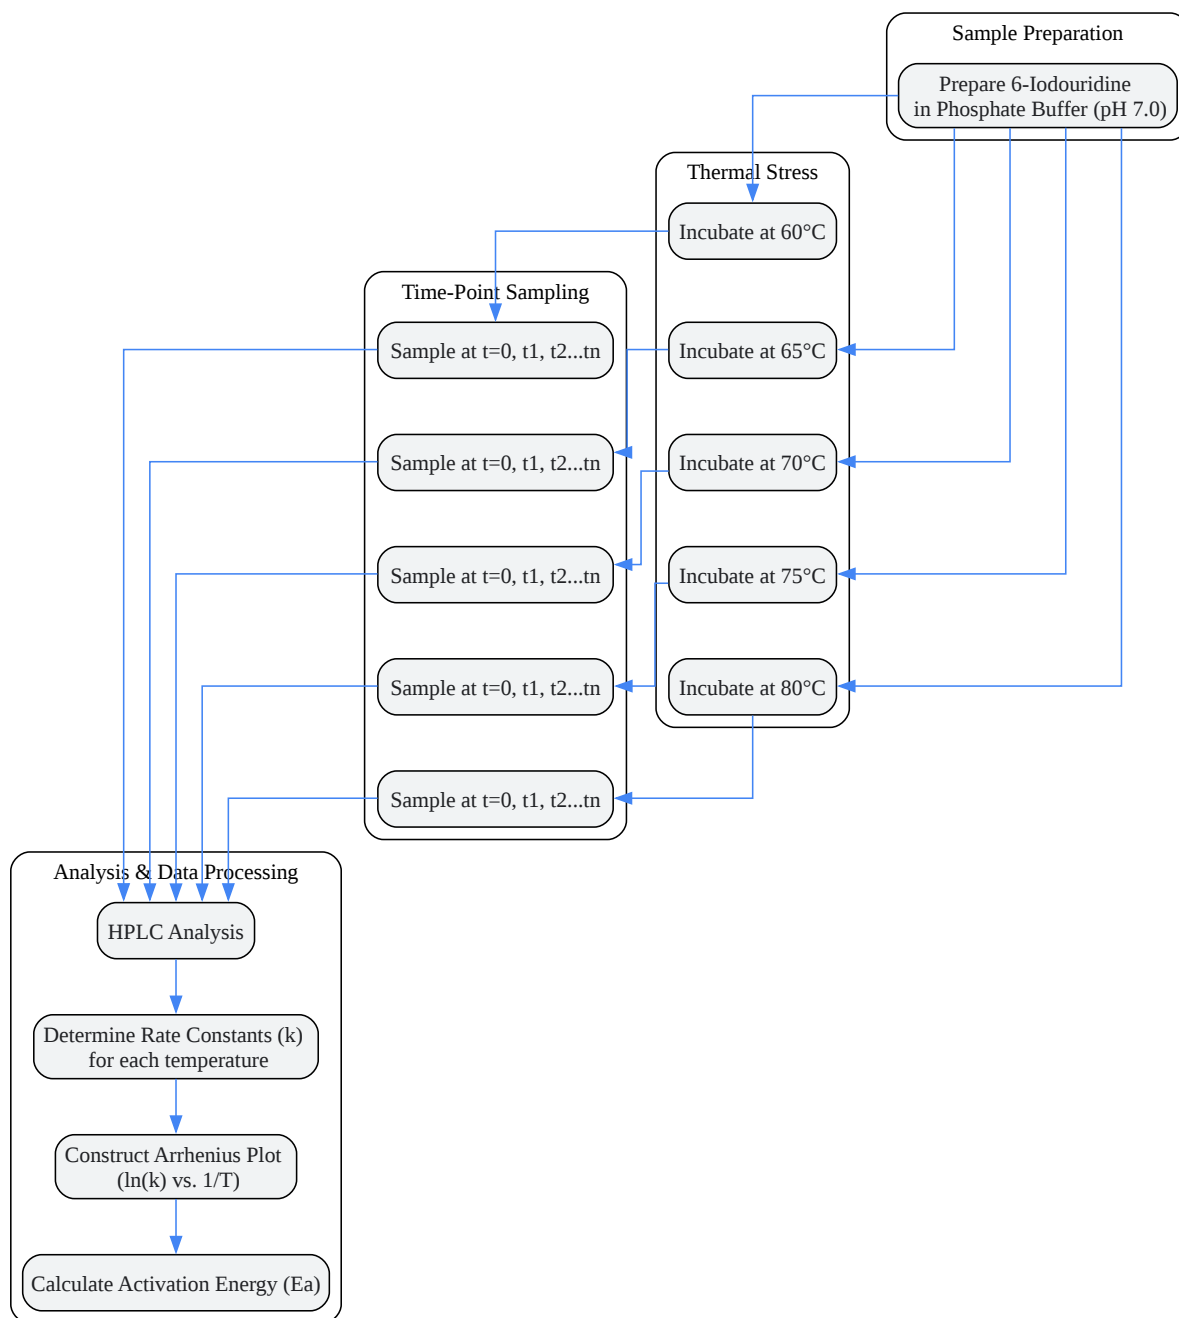 Sample Preparation
Prepare 6-Iodouridine
in Phosphate Buffer (pH 7.0)
Thermal Stress
Incubate at 60°C
Incubate at 65°C
Incubate at 70°C
Incubate at 75°C
Incubate at 80°C
Time-Point Sampling
Sample at t=0, t1, t2...tn
Sample at t=0, t1, t2...tn
Sample at t=0, t1, t2...tn
Sample at t=0, t1, t2...tn
Sample at t=0, t1, t2...tn
Analysis & Data Processing
HPLC Analysis
Determine Rate Constants (k)
for each temperature
Construct Arrhenius Plot
(ln(k) vs. 1/T)
Calculate Activation Energy (Ea)